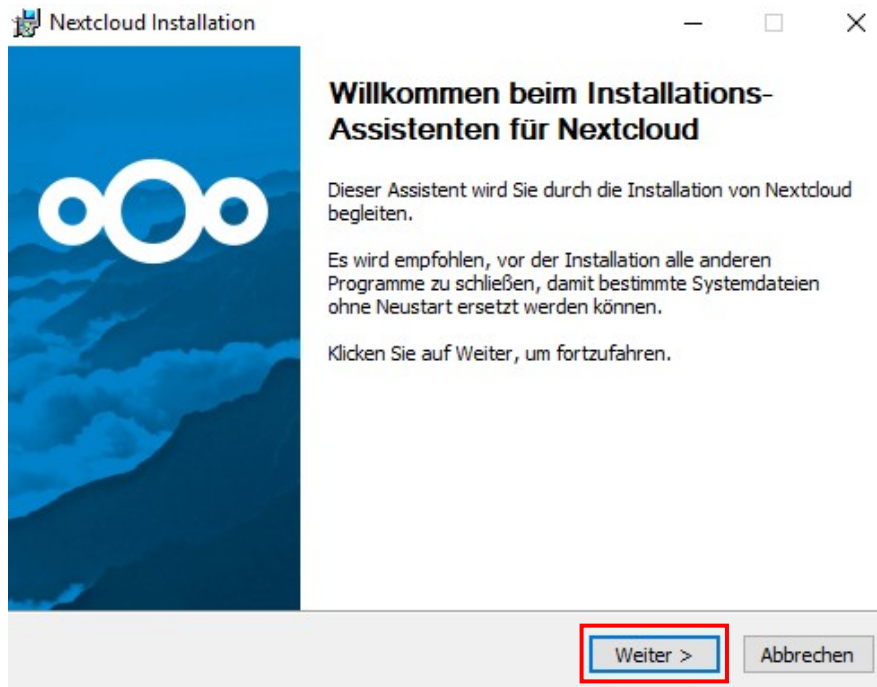 Nextcloud Installation
Willkommen beim Installations-
Assistenten für Nextcloud
Dieser Assistent wird Sie durch die Installation von Nextcloud
begleiten.
Es wird empfohlen, vor der Installation alle anderen
Programme zu schließen, damit bestimmte Systemdateien
ohne Neustart ersetzt werden können.
Klicken Sie auf Weiter, um fortzufahren.
Weiter >
Abbrechen